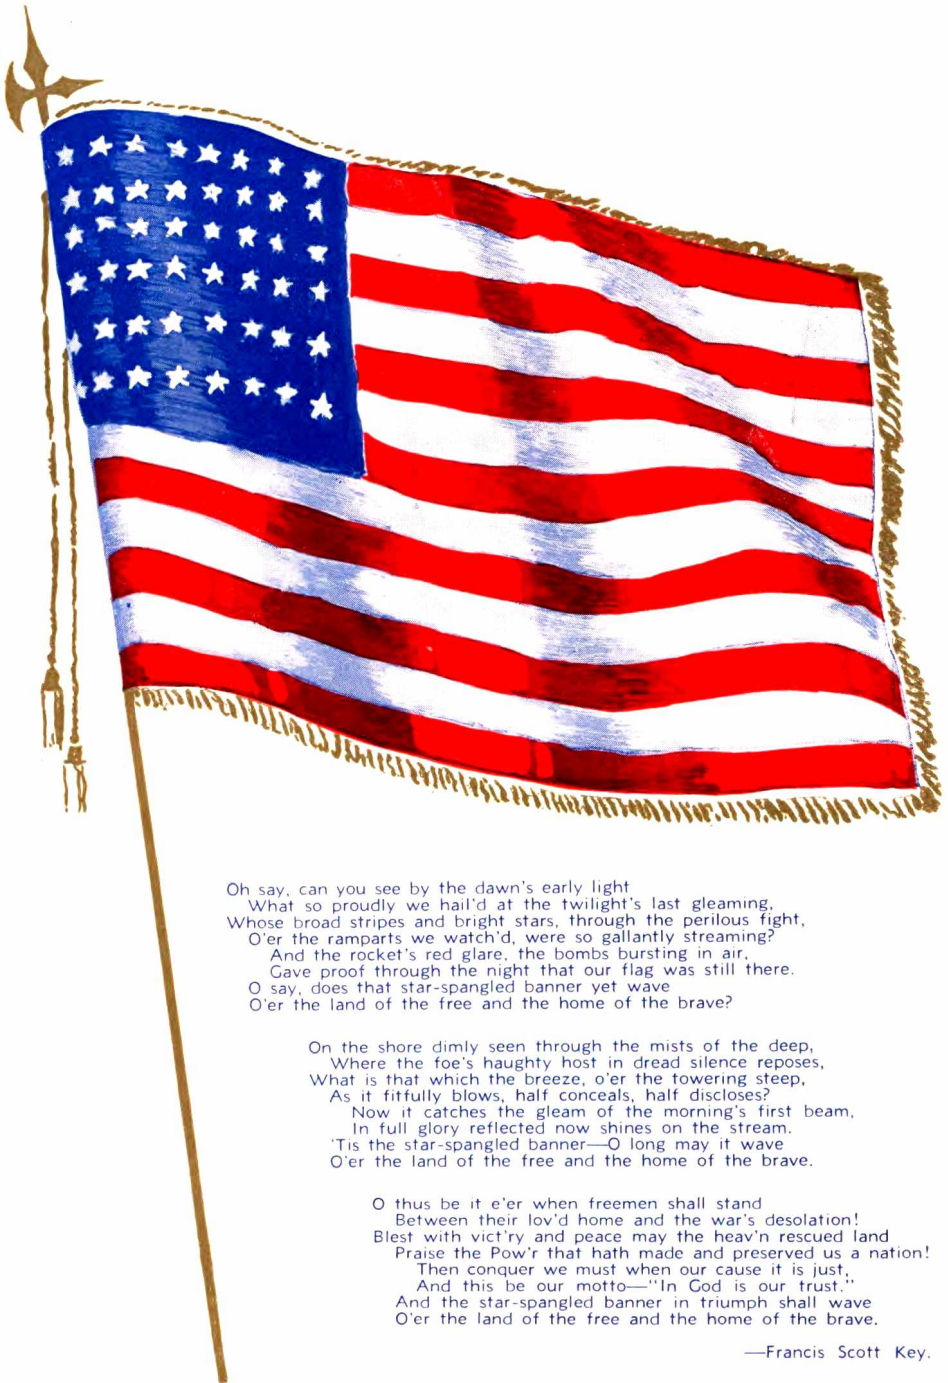 Oh say, can you see by the dawn's early light
What so proudly we hail'd at the twilight's last gleaming,
Whose broad stripes and bright stars, through the perilous fight,
O'er the ramparts we watch'd, were so gallantly streaming?
And the rocket's red glare, the bombs bursting in air,
Gave proof through the night that our flag was still there.
O say, does that star-spangled banner yet wave
O'er the land of the free and the home of the brave?
On the shore dimly seen through the mists of the deep,
Where the foe's haughty host in dread silence reposes,
What is that which the breeze, o'er the towering steep,
As it fitfully blows, half conceals, half discloses?
Now it catches the gleam of the morning's first beam,
In full glory reflected now shines on the stream.
'Tis the star-spangled banner—O long may it wave
O'er the land of the free and the home of the brave.
O thus be it e'er when freemen shall stand
Between their lov'd home and the war's desolation!
Blest with vict'ry and peace may the heav'n rescued land
Praise the Pow'r that hath made and preserved us a nation!
Then conquer we must when our cause it is just,
And this be our motto—"In God is our trust."
And the star-spangled banner in triumph shall wave
O'er the land of the free and the home of the brave.
—Francis Scott Key.